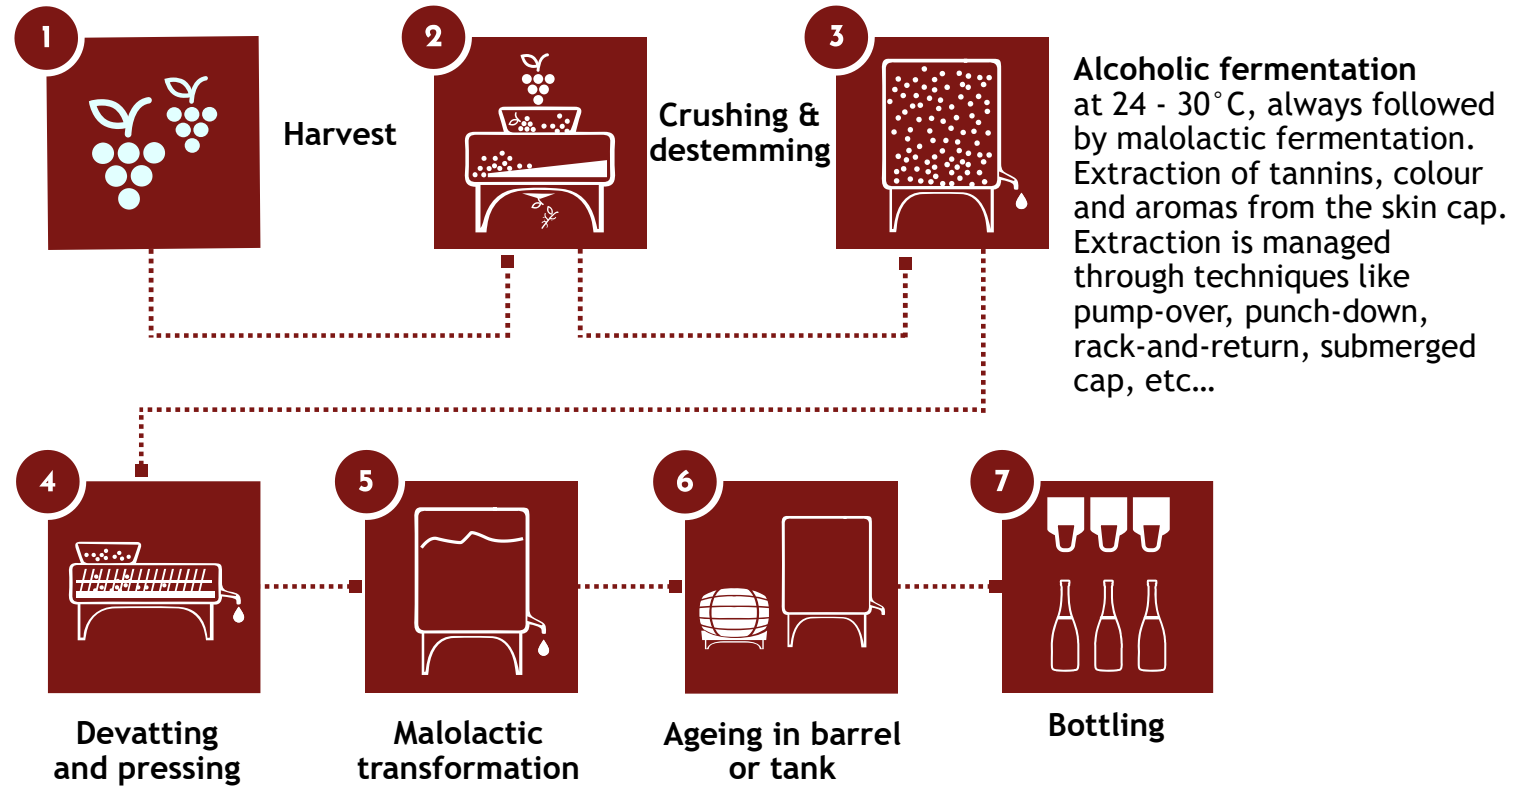 1
Harvest
2
Crushing &
destemming
3
Alcoholic fermentation
at 24 - 30°C, always followed
by malolactic fermentation.
Extraction of tannins, colour
and aromas from the skin cap.
Extraction is managed
through techniques like
pump-over, punch-down,
rack-and-return, submerged
cap, etc…
4
Devatting
and pressing
5
Malolactic
transformation
6
Ageing in barrel
or tank
7
Bottling